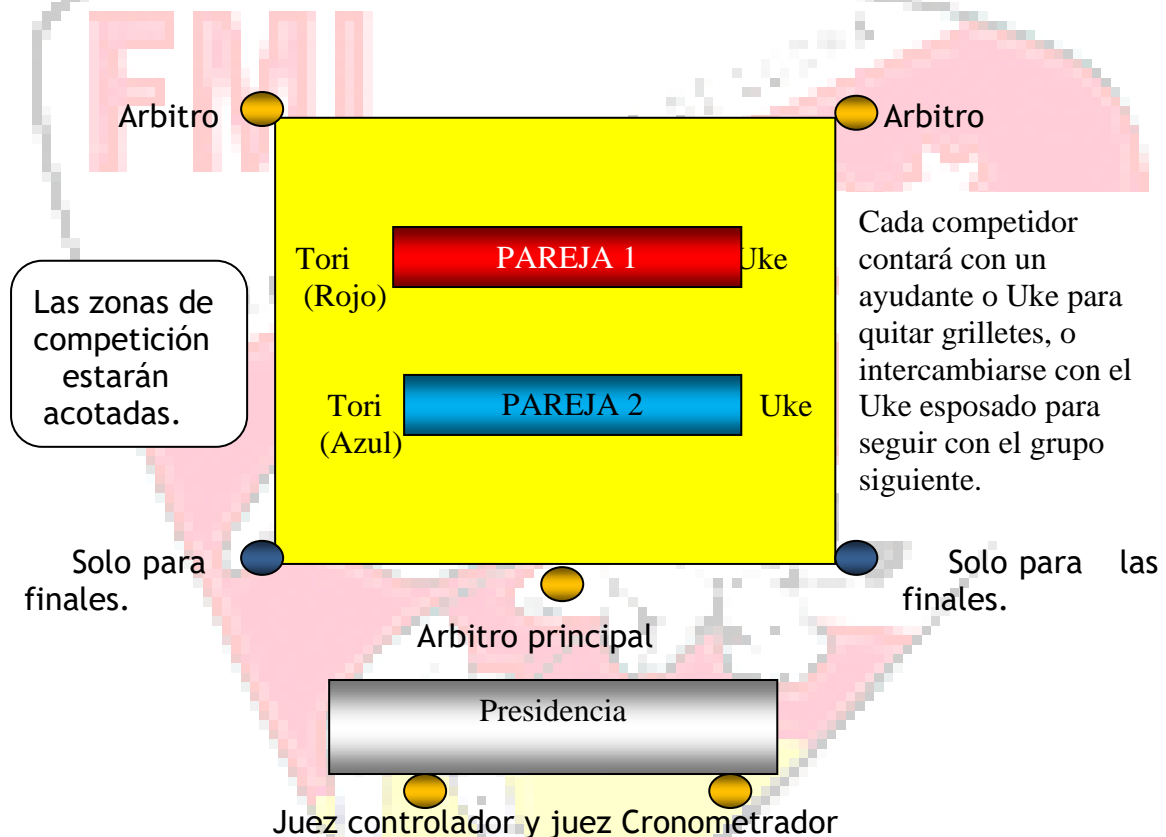 FMI
Arbitro
Arbitro
Tori
PAREJA 1
Uke
(Rojo)
Las zonas de
competición
estarán
acotadas.
Cada competidor
contará con un
ayudante o Uke para
quitar grilletes, o
intercambiarse con el
Uke esposado para
seguir con el grupo
siguiente.
Tori
PAREJA 2
Uke
(Azul)
Solo para
finales.
Solo para las
finales.
Arbitro principal
Presidencia
Juez controlador y juez Cronometrador